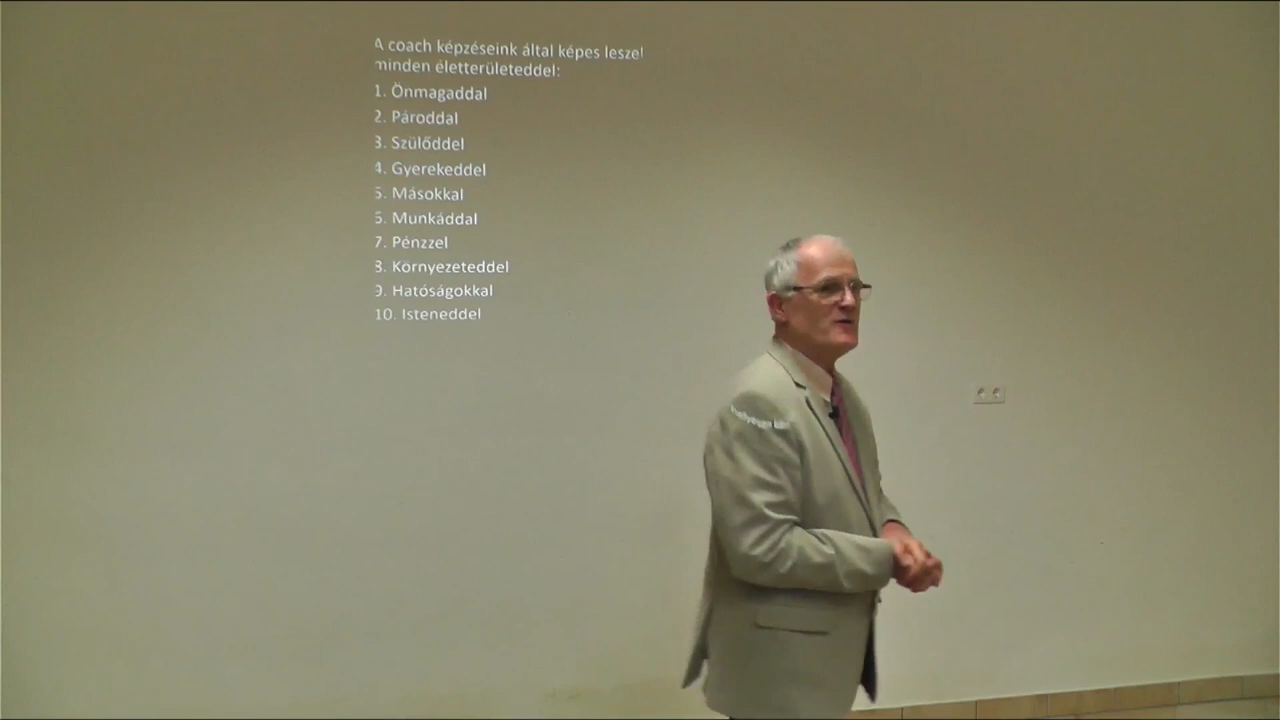 A coach képzéseink által képes leszel
minden életterületeddel:
1. Önmagaddal
2. Pároddal
3. Szülőddel
4. Gyerekeddel
5. Másokkal
6. Munkáddal
7. Pénzzel
8. Környezeteddel
9. Hatóságokkal
10. Isteneddel